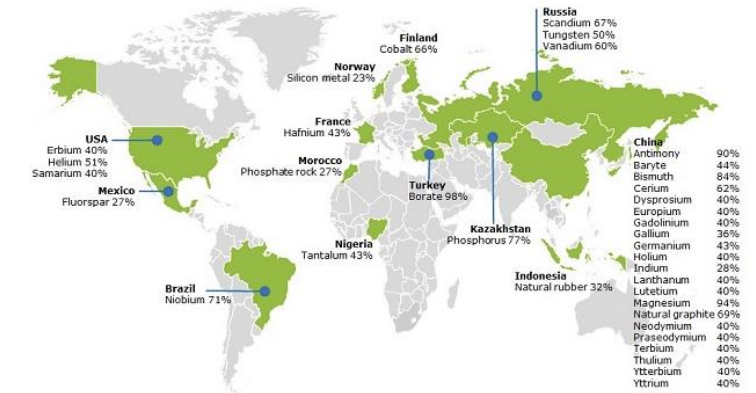 Russia
Scandium 67%
Tungsten 50%
Vanadium 60%
Finland
Cobalt 66%
Norway
Silicon metal 23%
France
Hafnium 43%
USA
Erbium 40%
Helium 51%
Samarium 40%
Morocco
Phosphate rock 27%
Mexico
Fluorspar 27%
Turkey
Borate 98%
Kazakhstan
Phosphorus 77%
Nigeria
Tantalum 43%
Indonesia
Natural rubber 32%
Brazil
Niobium 71%
China
Antimony 90%
Baryte 44%
Bismuth 84%
Cerium 62%
Dysprosium 40%
Europium 40%
Gadolinium 40%
Gallium 36%
Germanium 43%
Holium 40%
Indium 28%
Lanthanum 40%
Lutetium 40%
Magnesium 94%
Natural graphite 69%
Neodymium 40%
Praseodymium 40%
Terbium 40%
Thulium 40%
Ytterbium 40%
Yttrium 40%